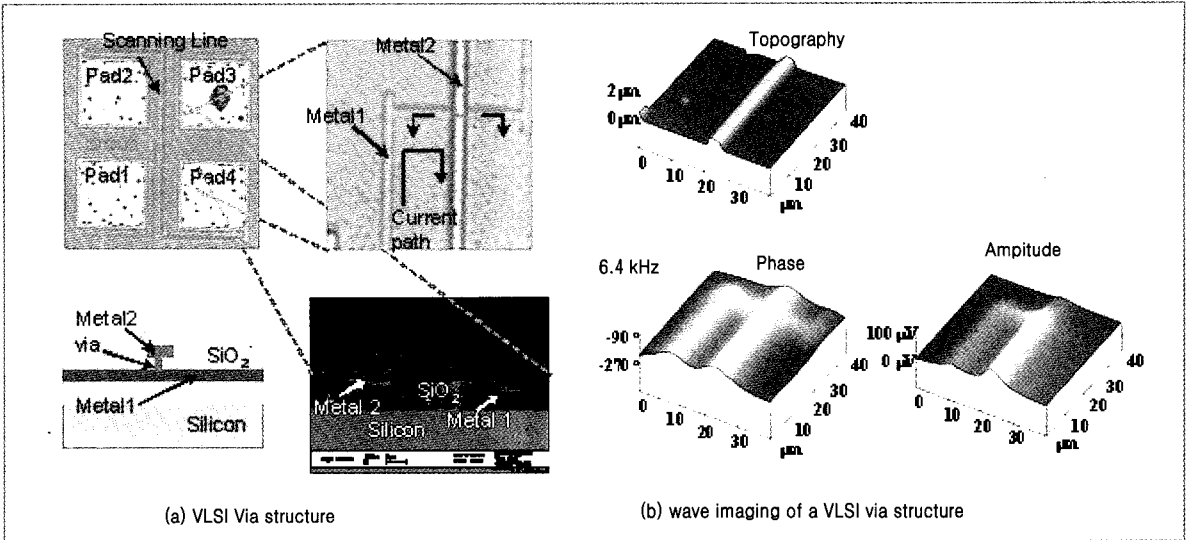 Scanning Line
Pad2
Pad3
Pad1
Pad4
Metal2
Metal1
Current
path
Metal2
via
SiO2
Metal1
Silicon
Metal 2
SiO2
Metal 1
Silicon
(a) VLSI Via structure
Topography
2 μm
0 μm
0
10
20
30
μm
10
20
30
40
6.4 kHz
Phase
-90 °
-270 °
0
10
20
30
μm
10
20
30
40
Ampitude
100 μV
0 μV
0
10
20
30
μm
10
20
30
40
(b) wave imaging of a VLSI via structure